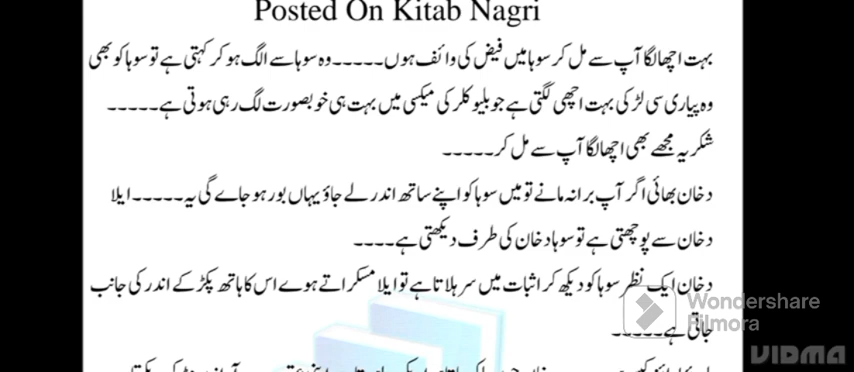 Posted On Kitab Nagri
بہت اچھا لگا آپ سے مل کر سوہا میں فیض کی وائف ہوں۔۔۔۔۔وہ سوہا سے الگ ہو کر کہتی ہے تو سوہا کو بھی
وہ پیاری سی لڑکی بہت اچھی لگتی ہے جو بلیو کلر کی میکسی میں بہت ہی خوبصورت لگ رہی ہوتی ہے۔۔۔۔۔
شکریہ مجھے بھی اچھا لگا آپ سے مل کر۔۔۔۔۔
دخان بھائی اگر آپ برا نہ مانے تو میں سوہا کو اپنے ساتھ اندر لے جاؤ یہاں بور ہو جاے گی یہ۔۔۔۔۔ ایلا
دخان سے پوچھتی ہے تو سوہا دخان کی طرف دیکھتی ہے۔۔۔۔
دخان ایک نظر سوہا کو دیکھ کر اثبات میں سر ہلاتا ہے تو ایلا مسکراتے ہوے اس کا ہاتھ پکڑ کے اندر کی جانب
جاتی ہے۔۔۔۔۔
Wondershare
Filmora
VIDMA